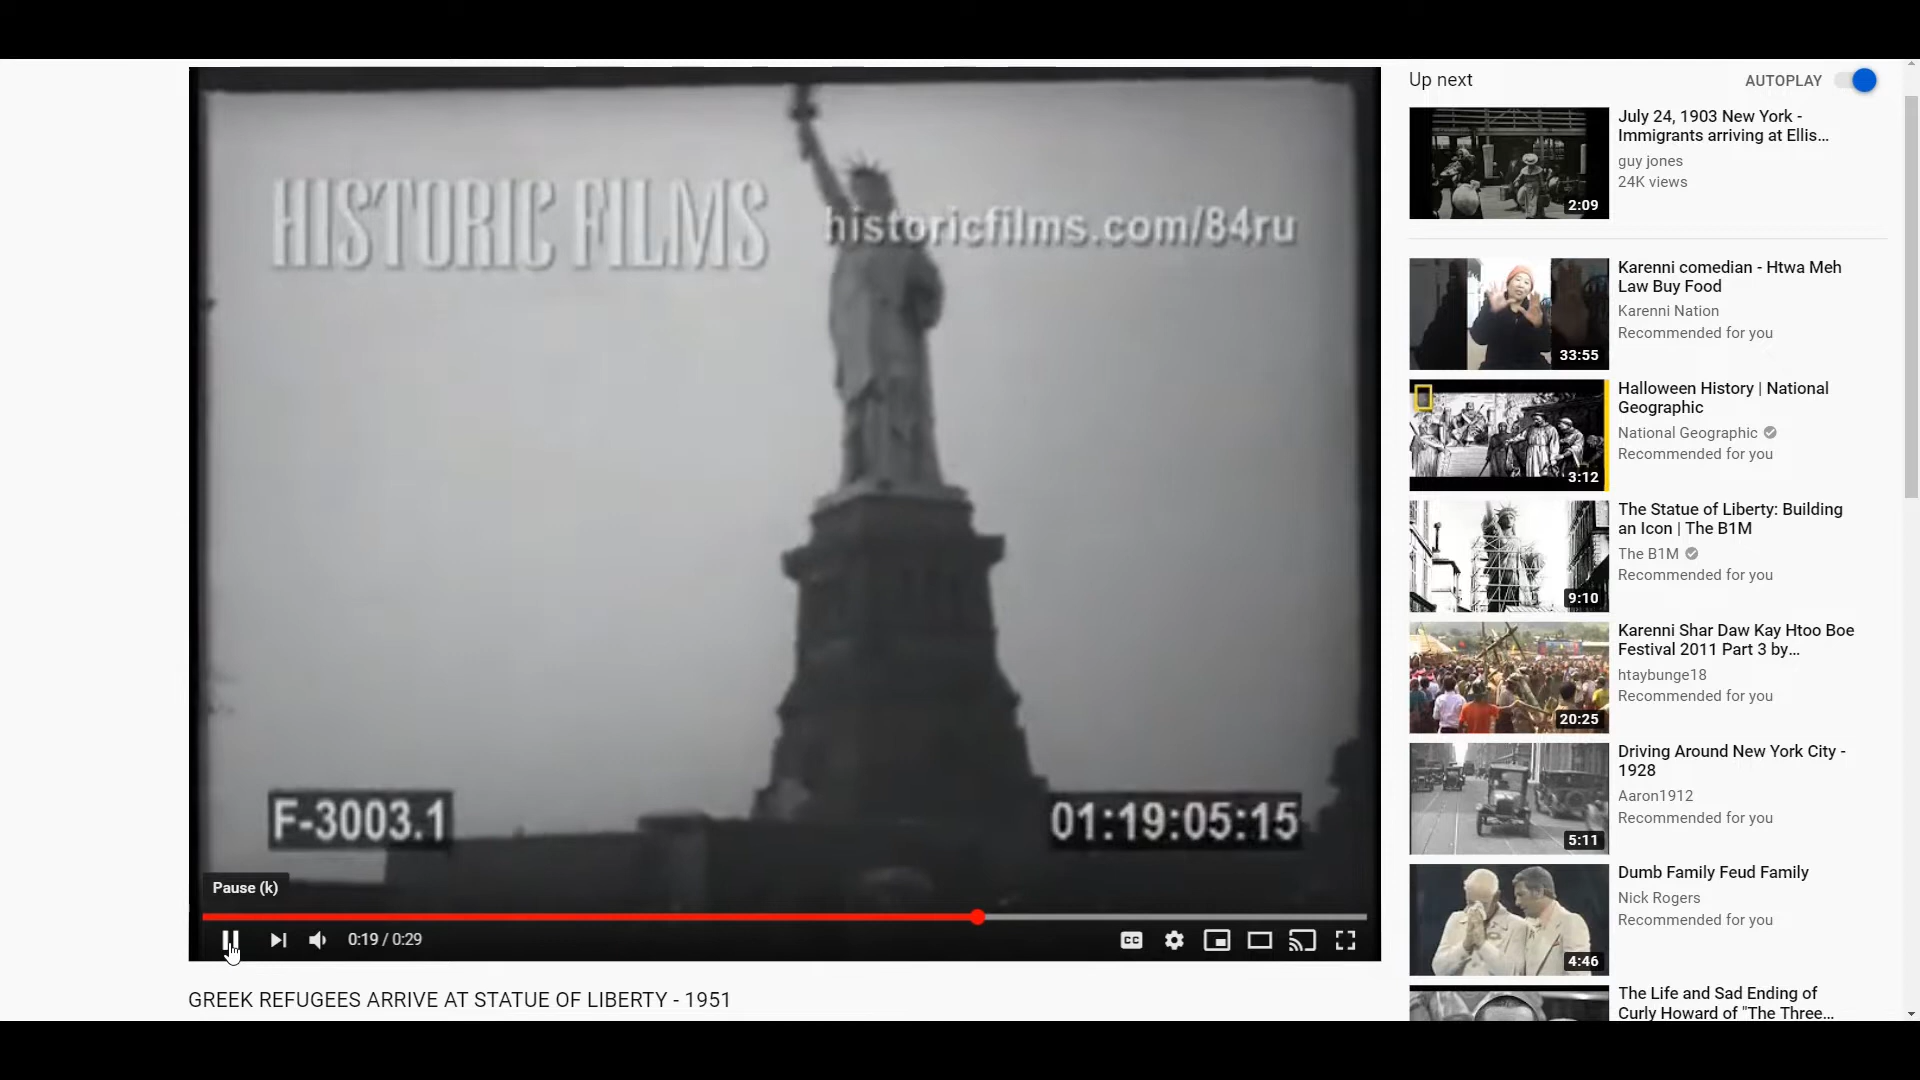 HISTORIC FILMS
historicfilms.com/84ru
F-3003.1
01:19:05:15
Pause (k)
0:19 / 0:29
CC
GREEK REFUGEES ARRIVE AT STATUE OF LIBERTY - 1951
Up next
AUTOPLAY
July 24, 1903 New York -
Immigrants arriving at Ellis...
guy jones
24K views
2:09
Karenni comedian - Htwa Meh
Law Buy Food
Karenni Nation
Recommended for you
33:55
Halloween History | National
Geographic
National Geographic
Recommended for you
3:12
The Statue of Liberty: Building
an Icon | The B1M
The B1M
Recommended for you
9:10
Karenni Shar Daw Kay Htoo Boe
Festival 2011 Part 3 by...
htaybunge18
Recommended for you
20:25
Driving Around New York City -
1928
Aaron1912
Recommended for you
5:11
Dumb Family Feud Family
Nick Rogers
Recommended for you
4:46
The Life and Sad Ending of
Curly Howard of "The Three...